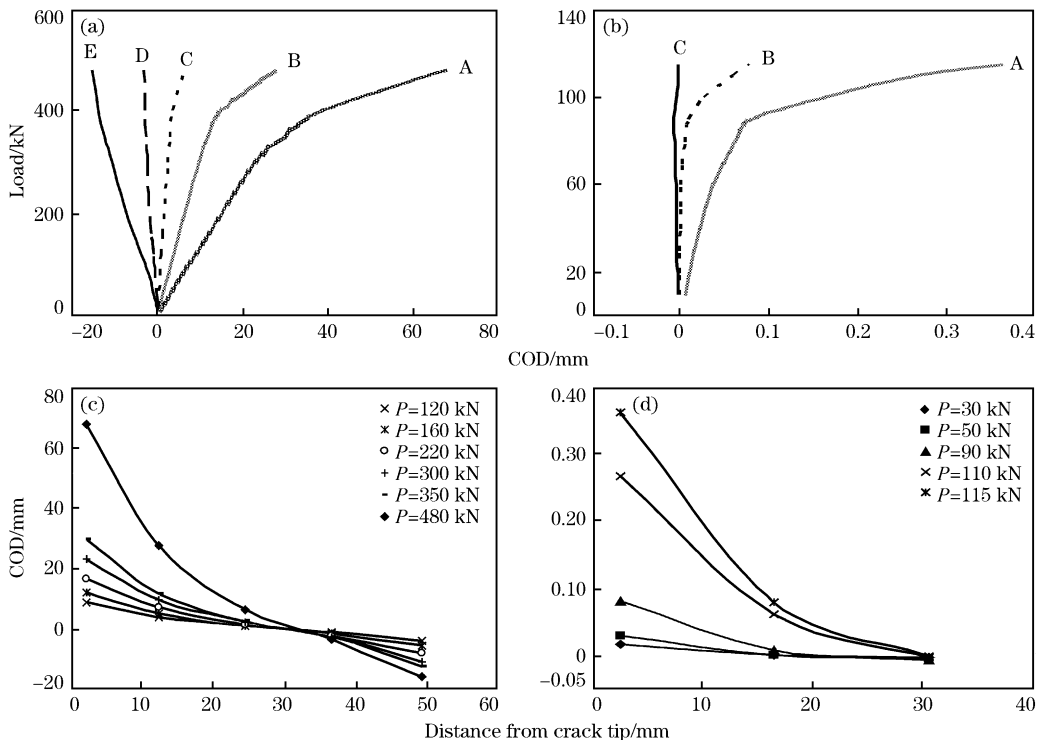 (a)
600
400
200
0
Load/kN
E
D
C
B
A
−20
0
20
40
60
80
(b)
140
100
60
20
0
C
B
A
−0.1
0
0.1
0.2
0.3
0.4
COD/mm
(c)
80
60
40
20
0
−20
COD/mm
P=120 kN
P=160 kN
P=220 kN
P=300 kN
P=350 kN
P=480 kN
0
10
20
30
40
50
60
(d)
0.40
0.30
0.20
0.10
0
−0.05
P=30 kN
P=50 kN
P=90 kN
P=110 kN
P=115 kN
0
10
20
30
40
Distance from crack tip/mm